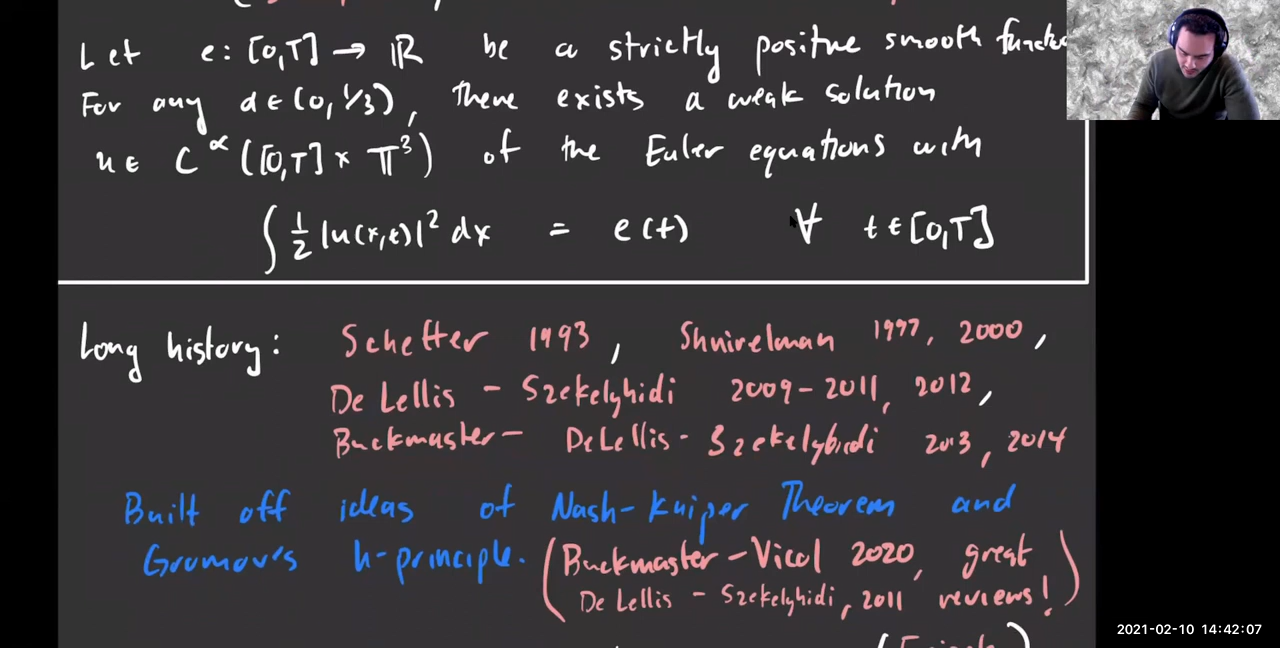 Let e: [0,T] → ℝ be a strictly positive smooth
For any α ∈ (0, 1/3), there exists a weak solution
u ∈ C^α ([0,T] × 𝕋³) of the Euler equations with
∫ 1/2 |u(x,t)|² dx = e(t) ∀ t ∈ [0,T]
Long history: Scheffer 1993, Shnirelman 1997, 2000,
De Lellis - Szekelyhidi 2009-2011, 2012,
Buckmaster - DeLellis - Szekelyhidi 2013, 2014
Built off ideas of Nash-Kuiper Theorem and
Gromov's h-principle. (Buckmaster-Vicol 2020, great
De Lellis - Szekelyhidi, 2011 reviews!)
2021-02-10 14:42:07